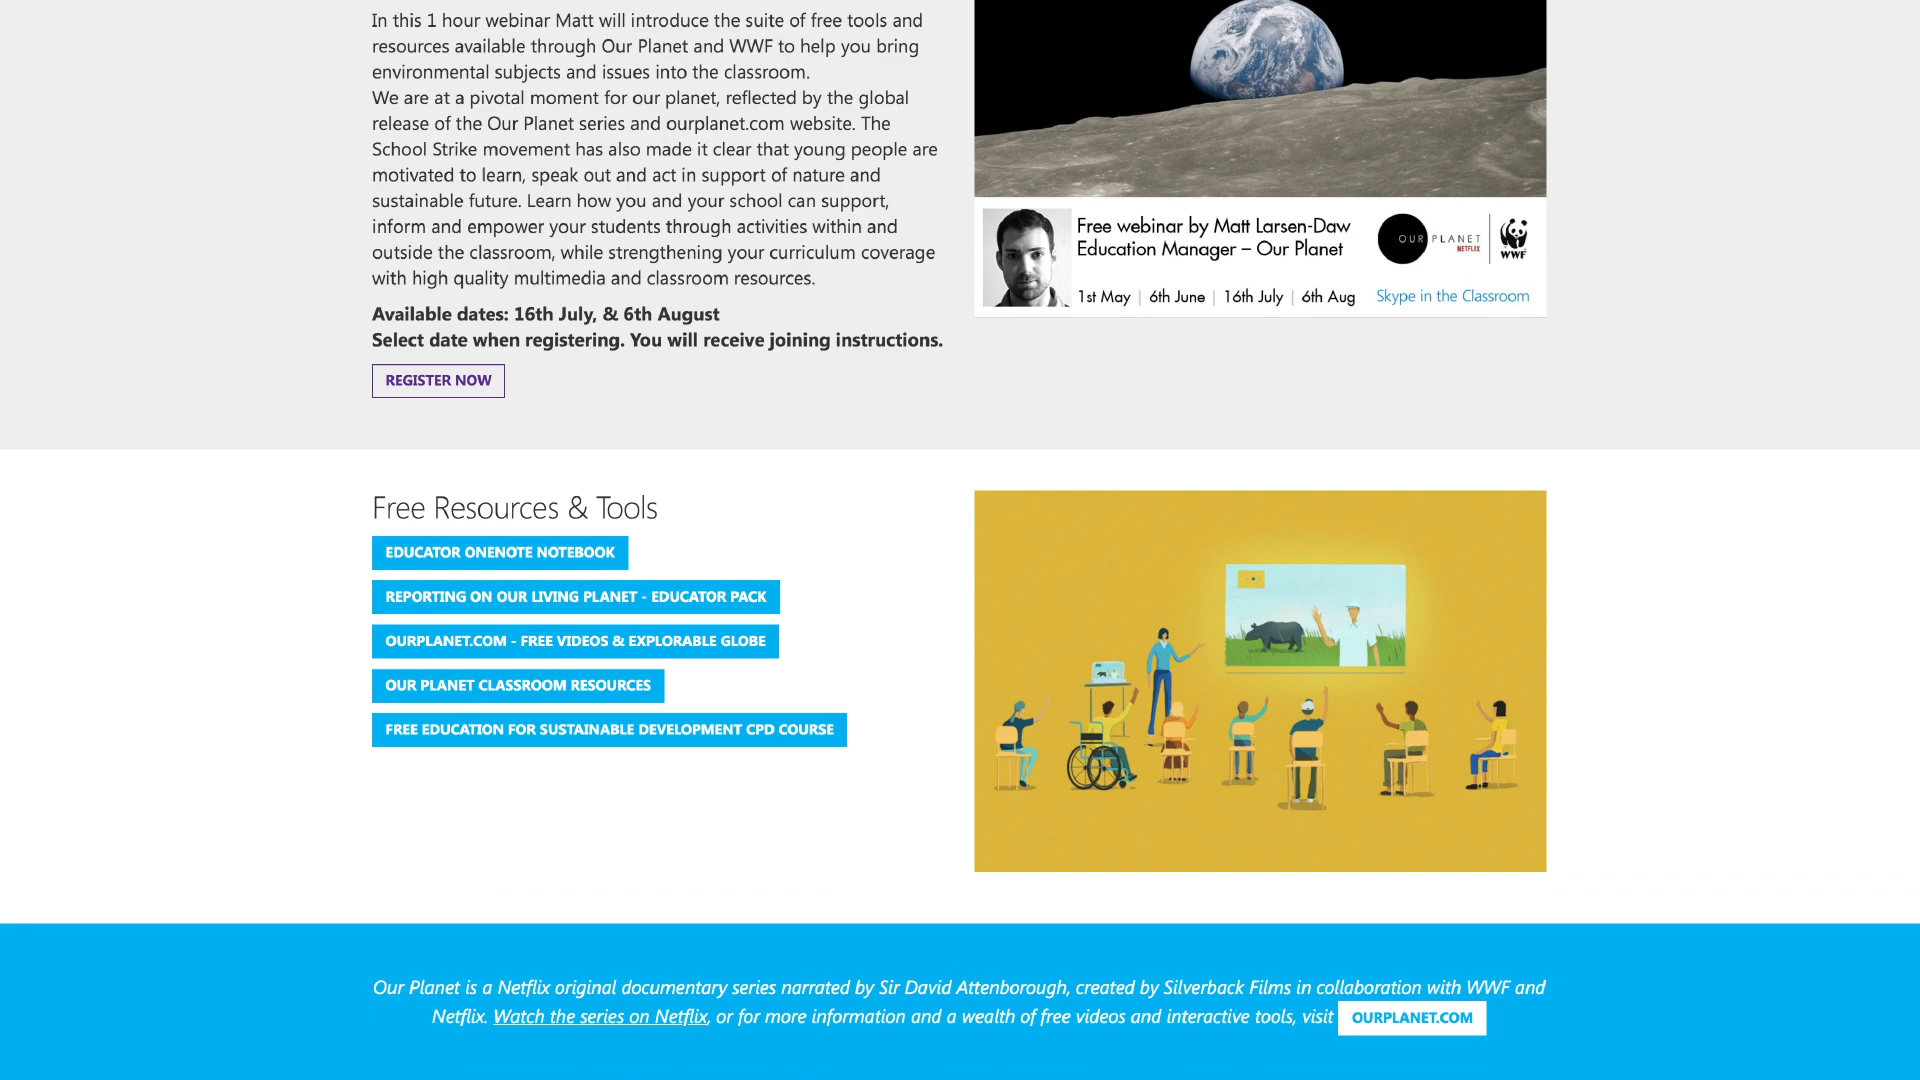 In this 1 hour webinar Matt will introduce the suite of free tools and
resources available through Our Planet and WWF to help you bring
environmental subjects and issues into the classroom.
We are at a pivotal moment for our planet, reflected by the global
release of the Our Planet series and ourplanet.com website. The
School Strike movement has also made it clear that young people are
motivated to learn, speak out and act in support of nature and
sustainable future. Learn how you and your school can support,
inform and empower your students through activities within and
outside the classroom, while strengthening your curriculum coverage
with high quality multimedia and classroom resources.
Available dates: 16th July, & 6th August
Select date when registering. You will receive joining instructions.
REGISTER NOW
Free webinar by Matt Larsen-Daw
Education Manager – Our Planet
1st May | 6th June | 16th July | 6th Aug
OUR PLANET
NETFLIX
WWF
Skype in the Classroom
Free Resources & Tools
EDUCATOR ONENOTE NOTEBOOK
REPORTING ON OUR LIVING PLANET - EDUCATOR PACK
OURPLANET.COM - FREE VIDEOS & EXPLORABLE GLOBE
OUR PLANET CLASSROOM RESOURCES
FREE EDUCATION FOR SUSTAINABLE DEVELOPMENT CPD COURSE
Our Planet is a Netflix original documentary series narrated by Sir David Attenborough, created by Silverback Films in collaboration with WWF and
Netflix. Watch the series on Netflix, or for more information and a wealth of free videos and interactive tools, visit OURPLANET.COM